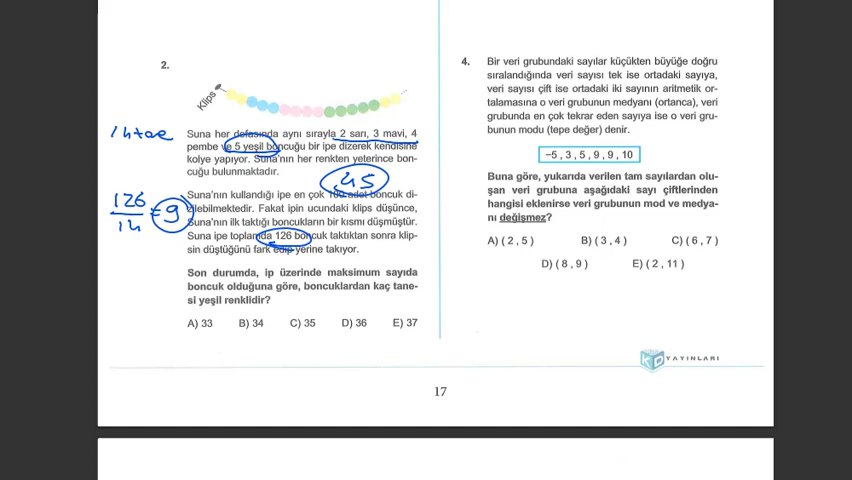 2.
Klips
14 tae
Suna her defasında aynı sırayla 2 sarı, 3 mavi, 4
pembe ve 5 yeşil boncuğu bir ipe dizerek kendisine
kolye yapıyor. Suna'nın her renkten yeterince bon-
cuğu bulunmaktadır.
45
126
14
= 9
Suna'nın kullandığı ipe en çok 100 adet boncuk di-
zilebilmektedir. Fakat ipin ucundaki klips düşünce,
Suna'nın ilk taktığı boncukların bir kısmı düşmüştür.
Suna ipe toplamda 126 boncuk taktıktan sonra klip-
sin düştüğünü fark edip yerine takıyor.
Son durumda, ip üzerinde maksimum sayıda
boncuk olduğuna göre, boncuklardan kaç tane-
si yeşil renklidir?
A) 33 B) 34 C) 35 D) 36 E) 37
4. Bir veri grubundaki sayılar küçükten büyüğe doğru
sıralandığında veri sayısı tek ise ortadaki sayıya,
veri sayısı çift ise ortadaki iki sayının aritmetik or-
talamasına o veri grubunun medyanı (ortanca), veri
grubunda en çok tekrar eden sayıya ise o veri gru-
bunun modu (tepe değer) denir.
−5, 3, 5, 9, 9, 10
Buna göre, yukarıda verilen tam sayılardan olu-
şan veri grubuna aşağıdaki sayı çiftlerinden
hangisi eklenirse veri grubunun mod ve medya-
nı değişmez?
A) ( 2 , 5 ) B) ( 3 , 4 ) C) ( 6 , 7 )
D) ( 8 , 9 ) E) ( 2 , 11 )
YAYINLARI
17